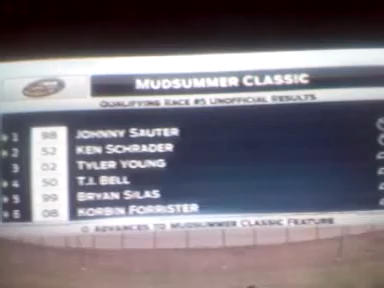 MUDSUMMER CLASSIC
QUALIFYING RACE #5 UNOFFICIAL RESULTS
1 98 JOHNNY SAUTER
2 52 KEN SCHRADER
3 02 TYLER YOUNG
4 50 T.J. BELL
5 99 BRYAN SILAS
6 08 KORBIN FORRISTER
ADVANCES TO MUDSUMMER CLASSIC FEATURE